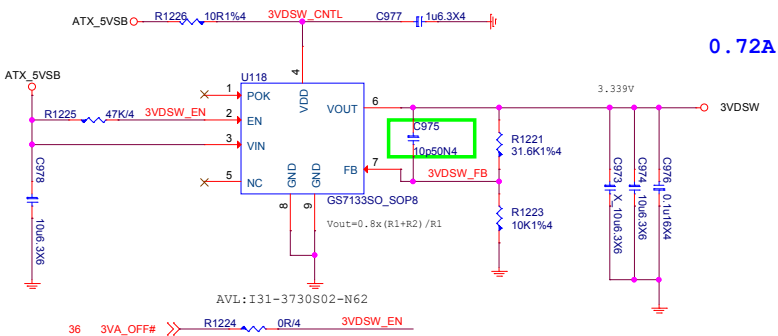 ATX_5VSB
R1226
10R1%4
3VDSW_CNTL
C977
1u6.3X4
0.72A
ATX_5VSB
U118
4
VDD
1
POK
R1225
47K/4
3VDSW_EN
2
EN
VOUT
6
3.339V
3VDSW
3
VIN
C975
10p50N4
R1221
31.6K1%4
C978
10u6.3X6
5
NC
GND
GND
FB
7
3VDSW_FB
GS7133SO_SOP8
8
9
Vout=0.8x(R1+R2)/R1
R1223
10K1%4
C973
X_10u6.3X6
C974
10u6.3X6
C976
0.1u16X4
AVL:I31-3730S02-N62
36
3VA_OFF#
R1224
0R/4
3VDSW_EN